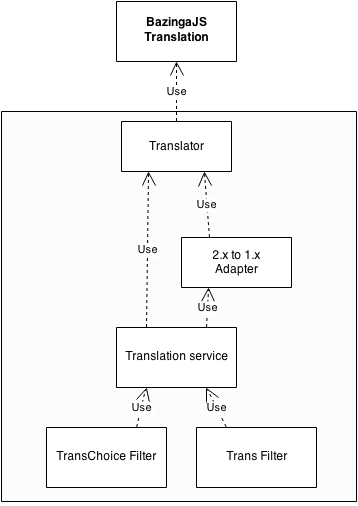 BazingaJS
Translation
Use
Translator
Use
Use
2.x to 1.x
Adapter
Use
Translation service
Use
Use
TransChoice Filter
Trans Filter